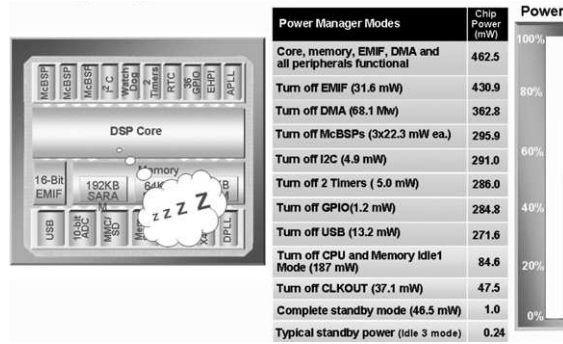 McBSP
McBSP
McBSP
I²C
Watch Dog
2 Timers
RTC
36 GPIO
EHPI
APLL
DSP Core
Memory
16-Bit
EMIF
192KB
SARA
M
64K
z z z z
USB
10-bit ADC
MMC/ SD
DPLL
Power Manager Modes
Chip
Power
(mW)
Core, memory, EMIF, DMA and
all peripherals functional
462.5
Turn off EMIF (31.6 mW) 430.9
Turn off DMA (68.1 Mw) 362.8
Turn off McBSPs (3x22.3 mW ea.) 295.9
Turn off I2C (4.9 mW) 291.0
Turn off 2 Timers ( 5.0 mW) 286.0
Turn off GPIO(1.2 mW) 284.8
Turn off USB (13.2 mW) 271.6
Turn off CPU and Memory Idle1
Mode (187 mW)
84.6
Turn off CLKOUT (37.1 mW) 47.5
Complete standby mode (46.5 mW) 1.0
Typical standby power (Idle 3 mode) 0.24
Power
100%
80%
60%
40%
20%
0%